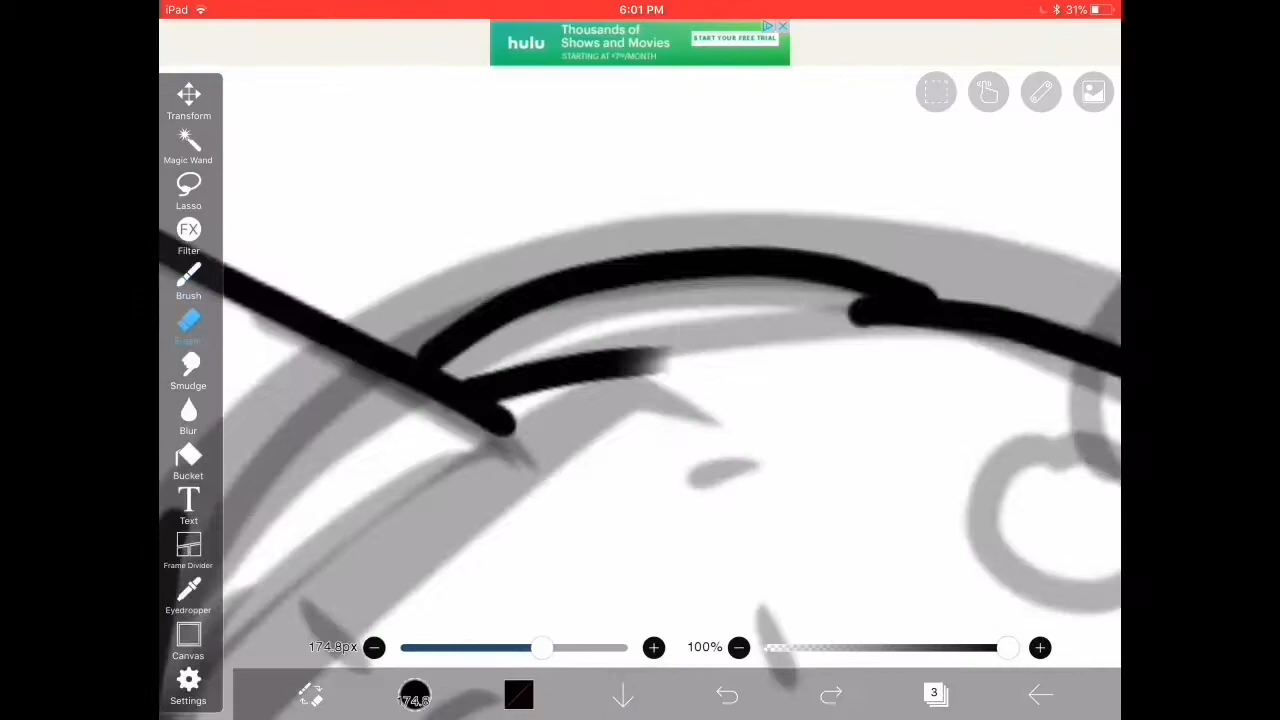 iPad
6:01 PM
31%
hulu
Thousands of
Shows and Movies
STARTING AT $7⁹⁹/MONTH
START YOUR FREE TRIAL
Transform
Magic Wand
Lasso
FX
Filter
Brush
Eraser
Smudge
Blur
Bucket
T
Text
Frame Divider
Eyedropper
Canvas
Settings
174.8px
100%
174.8
3